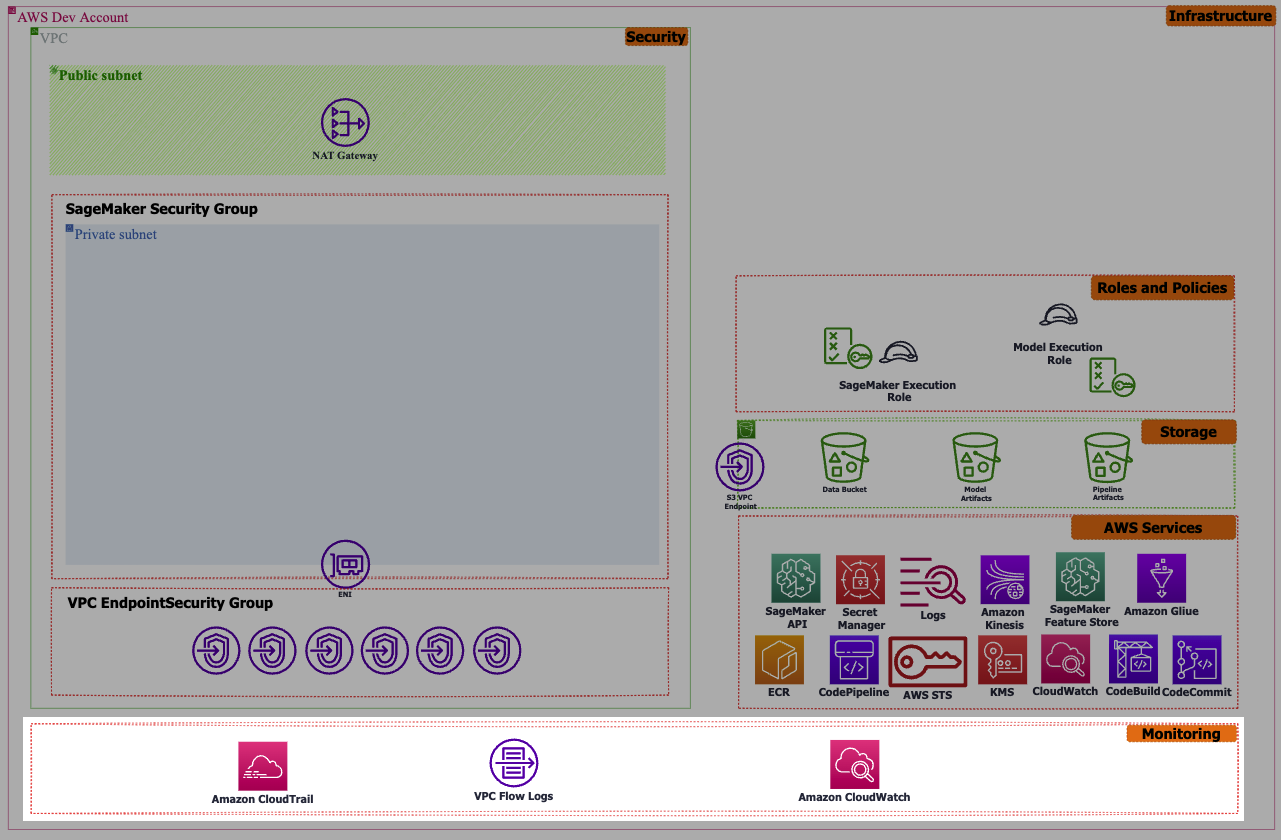 AWS Dev Account
Infrastructure
VPC
Security
Public subnet
NAT Gateway
SageMaker Security Group
Private subnet
ENI
VPC EndpointSecurity Group
Roles and Policies
Model Execution
Role
SageMaker Execution
Role
Storage
S3 VPC
Endpoint
Data Bucket
Model
Artifacts
Pipeline
Artifacts
AWS Services
SageMaker
API
Secret
Manager
Logs
Amazon
Kinesis
SageMaker
Feature Store
Amazon Gliue
ECR
CodePipeline
AWS STS
KMS
CloudWatch
CodeBuild
CodeCommit
Monitoring
Amazon CloudTrail
VPC Flow Logs
Amazon CloudWatch